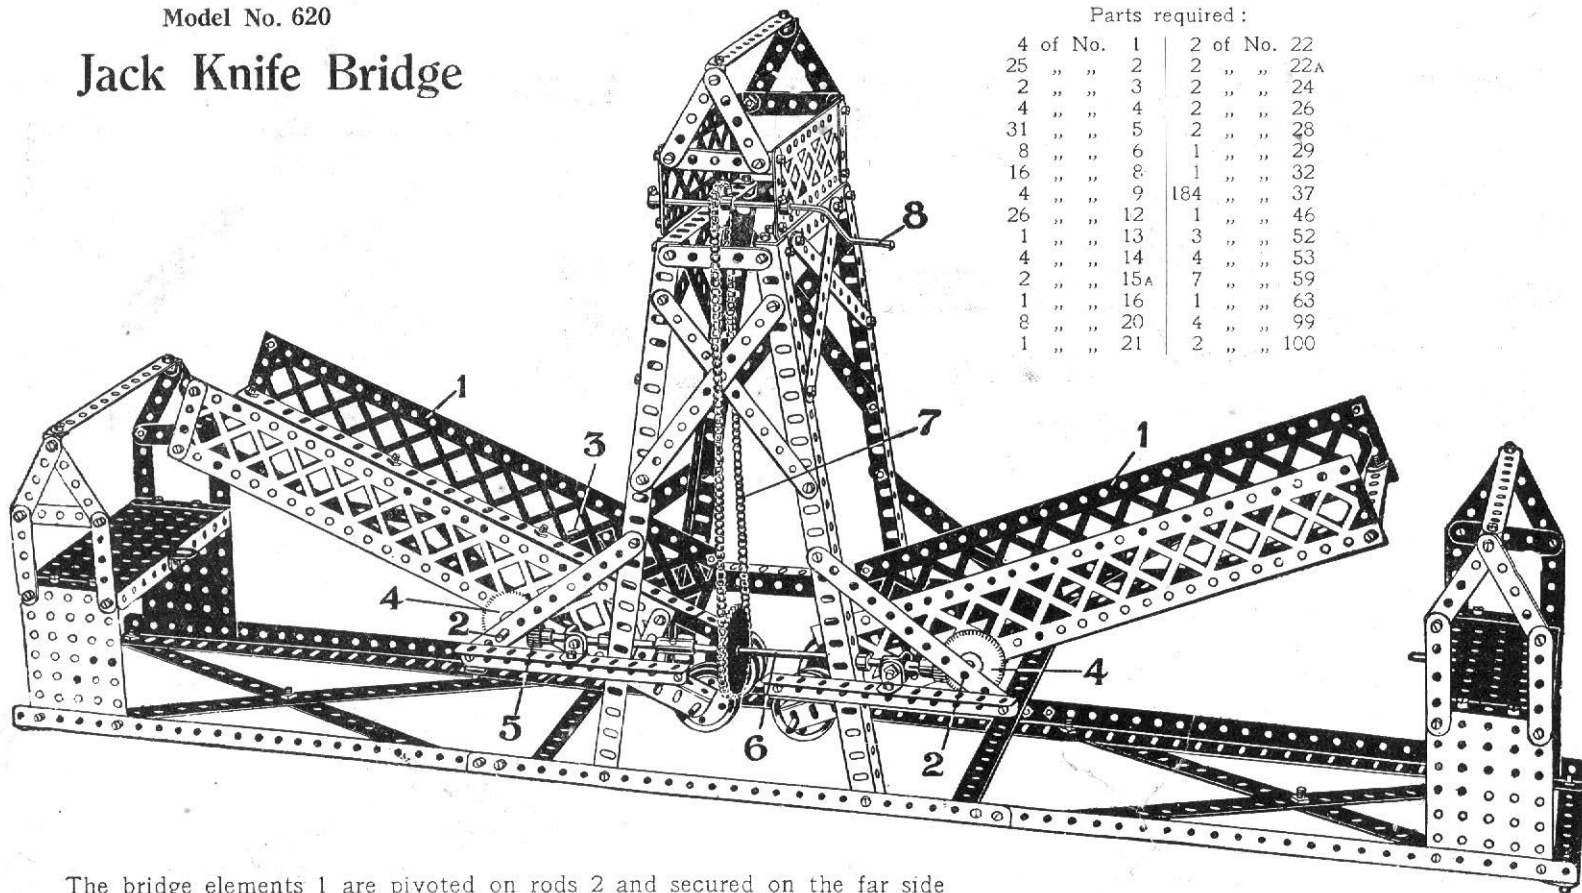 Model No. 620
Jack Knife Bridge
Parts required :
4 of No. 1 2 of No. 22
25 „ „ 2 2 „ „ 22A
2 „ „ 3 2 „ „ 24
4 „ „ 4 2 „ „ 26
31 „ „ 5 2 „ „ 28
8 „ „ 6 1 „ „ 29
16 „ „ 8 1 „ „ 32
4 „ „ 9 184 „ „ 37
26 „ „ 12 1 „ „ 46
1 „ „ 13 3 „ „ 52
4 „ „ 14 4 „ „ 53
2 „ „ 15A 7 „ „ 59
1 „ „ 16 1 „ „ 63
8 „ „ 20 4 „ „ 99
1 „ „ 21 2 „ „ 100
8
1
3
7
1
4
2
5
6
2
4
The bridge elements 1 are pivoted on rods 2 and secured on the far side